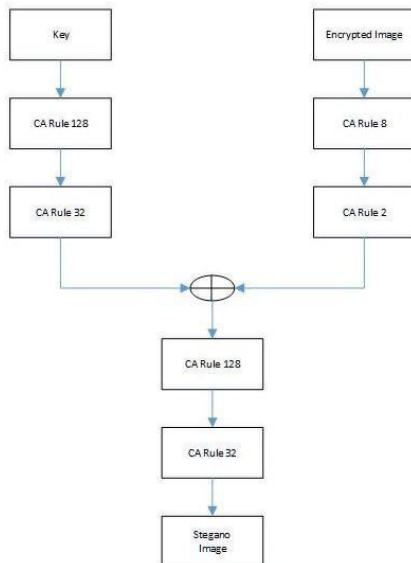 Key
Encrypted Image
CA Rule 128
CA Rule 8
CA Rule 32
CA Rule 2
CA Rule 128
CA Rule 32
Stegano
Image